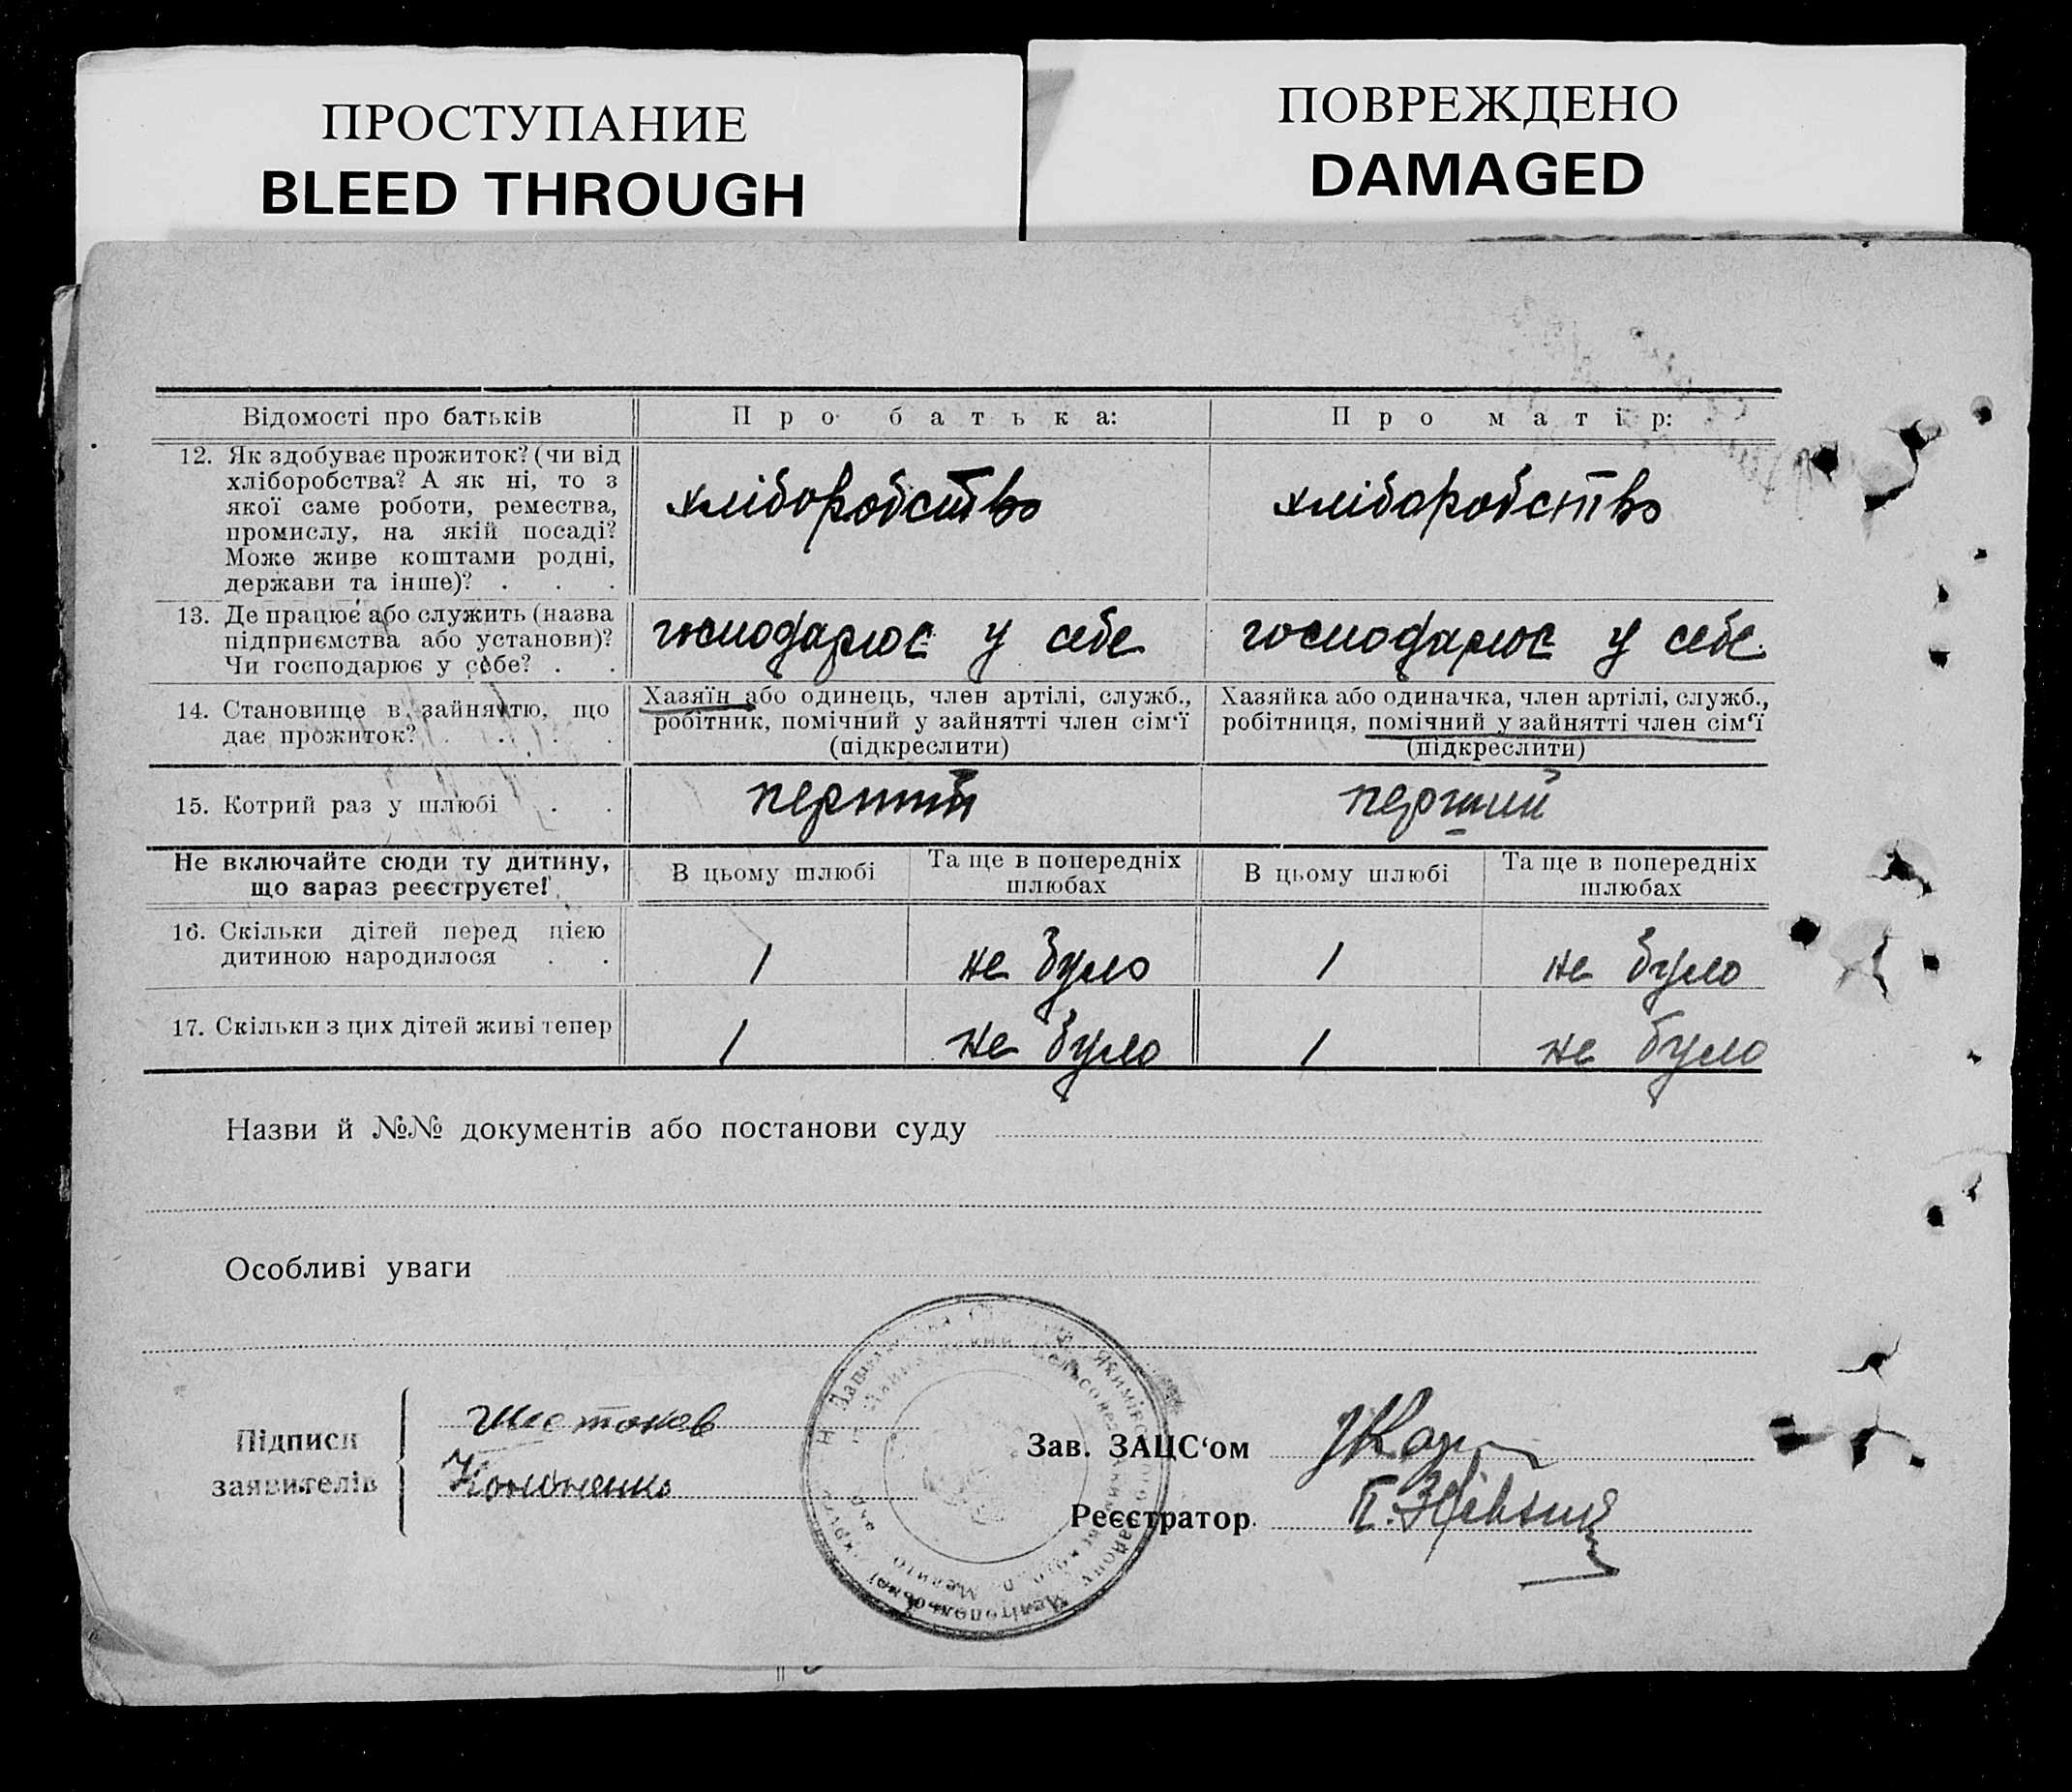 ПРОСТУПАНИЕ
BLEED THROUGH
ПОВРЕЖДЕНО
DAMAGED
Відомості про батьків
Про батька:
Про матір:
12. Як здобуває прожиток? (чи від
хліборобства? А як ні, то з
якої саме роботи, ремества,
промислу, на якій посаді?
Може живе коштами родні,
держави та інше)? . . .
хліборобство
хліборобство
13. Де працює або служить (назва
підприємства або установи)?
Чи господарює у себе? . .
господарює у себе
господарює у себе
14. Становище в зайняттю, що
дає прожиток? . . . .
Хазяїн або одинець, член артілі, служб.,
робітник, помічний у зайнятті член сім‘ї
(підкреслити)
Хазяйка або одиначка, член артілі, служб.,
робітниця, помічний у зайнятті член сім‘ї
(підкреслити)
15. Котрий раз у шлюбі . .
перший
перший
Не включайте сюди ту дитину,
що зараз реєструєте!
В цьому шлюбі
Та ще в попередніх
шлюбах
В цьому шлюбі
Та ще в попередніх
шлюбах
16. Скільки дітей перед цією
дитиною народилося . .
1
не було
1
не було
17. Скільки з цих дітей живі тепер
1
не було
1
не було
Назви й №№ документів або постанови суду
Особливі уваги
Підписи
заявителів
Шестаков
Кононенко
Зав. ЗАЦС‘ом
Реєстратор
Якимівського району Мелітопольської округи